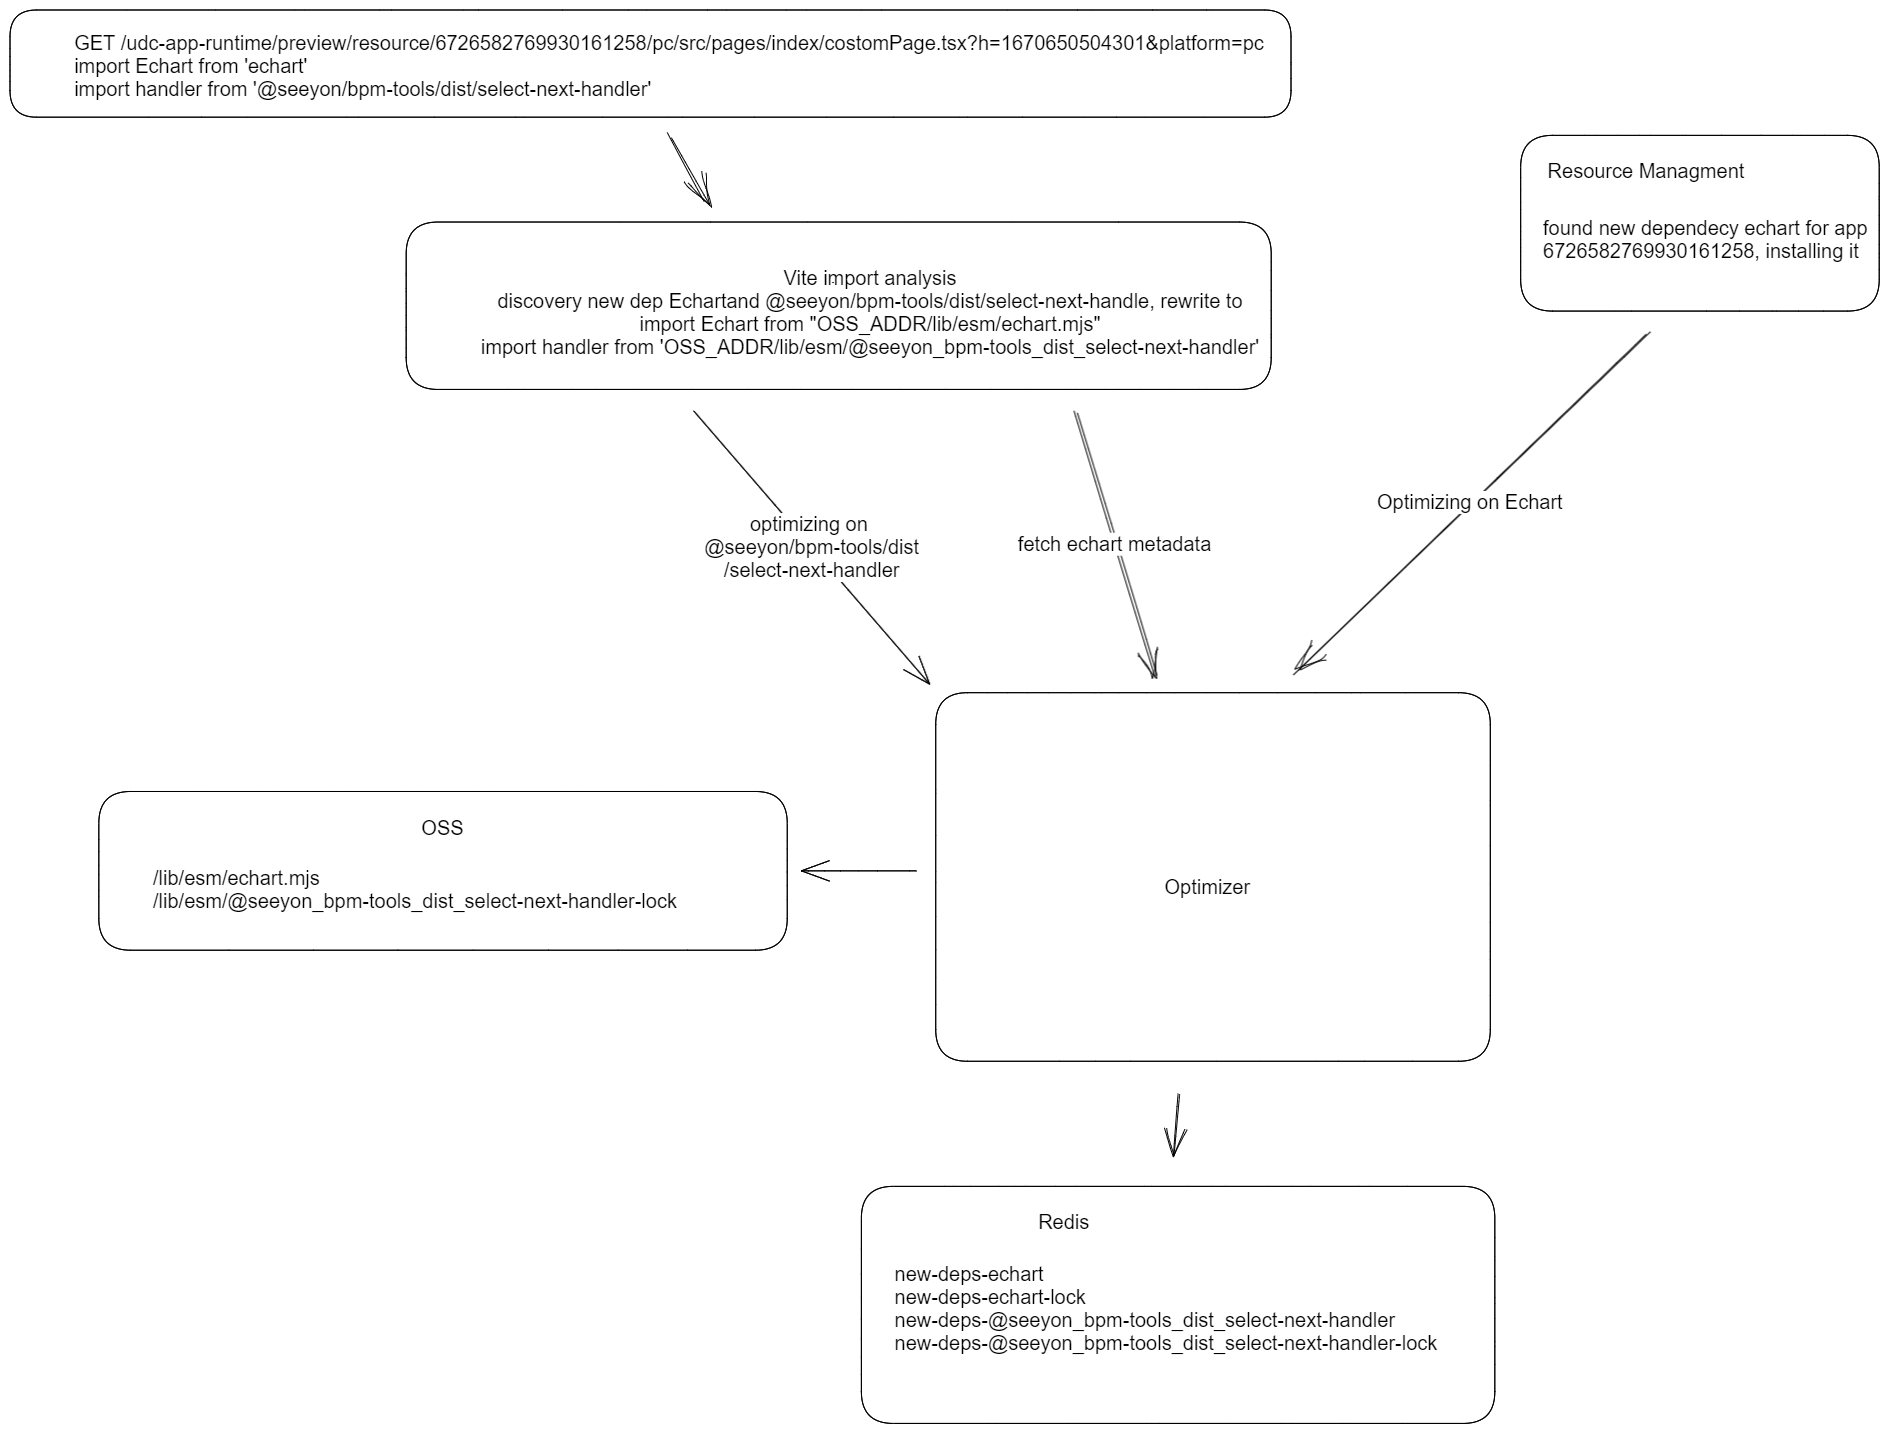 GET /udc-app-runtime/preview/resource/6726582769930161258/pc/src/pages/index/costomPage.tsx?h=1670650504301&platform=pc
import Echart from 'echart'
import handler from '@seeyon/bpm-tools/dist/select-next-handler'
Resource Managment
found new dependecy echart for app
6726582769930161258, installing it
Vite import analysis
discovery new dep Echartand @seeyon/bpm-tools/dist/select-next-handle, rewrite to
import Echart from "OSS_ADDR/lib/esm/echart.mjs"
import handler from 'OSS_ADDR/lib/esm/@seeyon_bpm-tools_dist_select-next-handler'
optimizing on
@seeyon/bpm-tools/dist
/select-next-handler
fetch echart metadata
Optimizing on Echart
OSS
/lib/esm/echart.mjs
/lib/esm/@seeyon_bpm-tools_dist_select-next-handler-lock
Optimizer
Redis
new-deps-echart
new-deps-echart-lock
new-deps-@seeyon_bpm-tools_dist_select-next-handler
new-deps-@seeyon_bpm-tools_dist_select-next-handler-lock